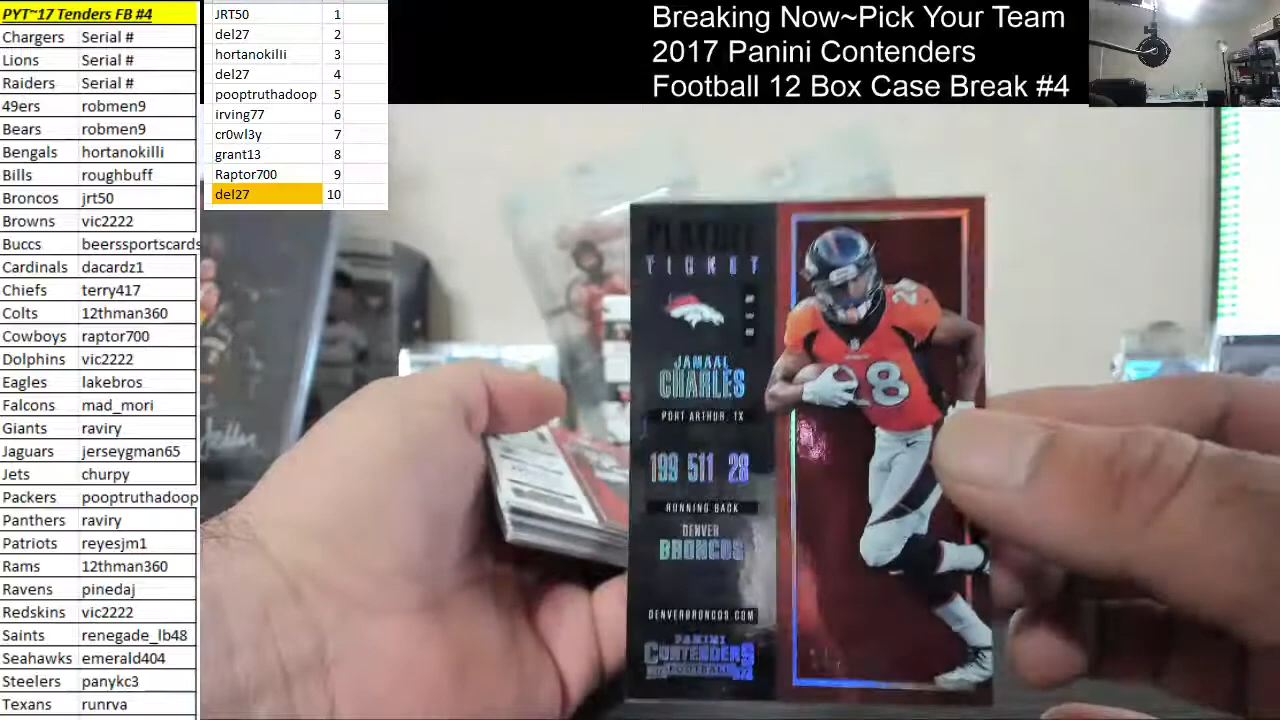 PYT~17 Tenders FB #4
Chargers Serial #
Lions Serial #
Raiders Serial #
49ers robmen9
Bears robmen9
Bengals hortanokilli
Bills roughbuff
Broncos jrt50
Browns vic2222
Buccs beerssportscards
Cardinals dacardz1
Chiefs terry417
Colts 12thman360
Cowboys raptor700
Dolphins vic2222
Eagles lakebros
Falcons mad_mori
Giants raviry
Jaguars jerseygman65
Jets churpy
Packers pooptruthadoop
Panthers raviry
Patriots reyesjm1
Rams 12thman360
Ravens pinedaj
Redskins vic2222
Saints renegade_lb48
Seahawks emerald404
Steelers panykc3
Texans runrva
JRT50 1
del27 2
hortanokilli 3
del27 4
pooptruthadoop 5
irving77 6
cr0wl3y 7
grant13 8
Raptor700 9
del27 10
Breaking Now~Pick Your Team
2017 Panini Contenders
Football 12 Box Case Break #4
PLAYOFF
TICKET
JAMAAL
CHARLES
PORT ARTHUR, TX
199 511 28
RUNNING BACK
DENVER
BRONCOS
DENVERBRONCOS.COM
PANINI
CONTENDERS
FOOTBALL
28